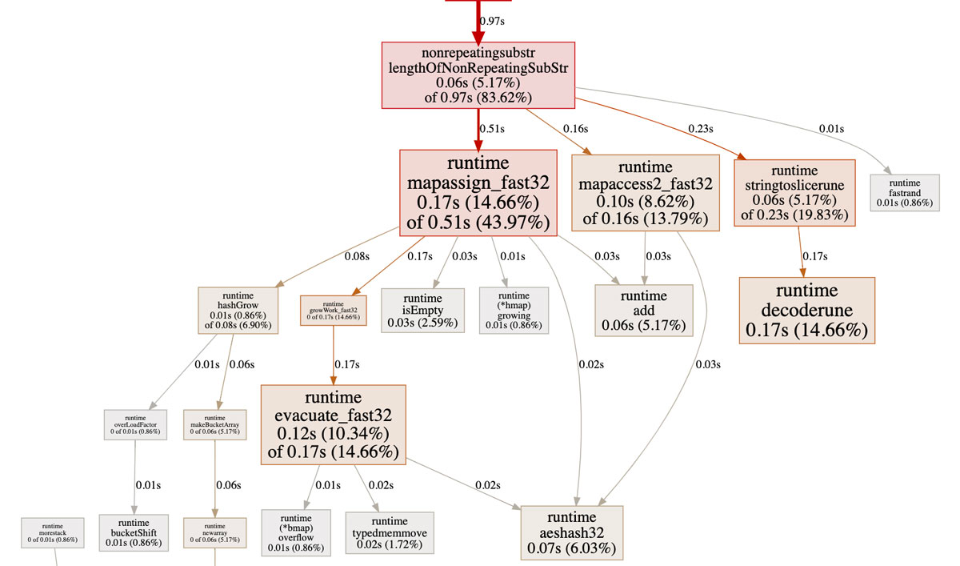 0.97s
nonrepeatingsubstr
lengthOfNonRepeatingSubStr
0.06s (5.17%)
of 0.97s (83.62%)
0.51s
0.16s
0.23s
0.01s
runtime
mapassign_fast32
0.17s (14.66%)
of 0.51s (43.97%)
runtime
mapaccess2_fast32
0.10s (8.62%)
of 0.16s (13.79%)
runtime
stringtoslicerune
0.06s (5.17%)
of 0.23s (19.83%)
runtime
fastrand
0.01s (0.86%)
0.08s
0.17s
0.03s
0.01s
0.03s
0.03s
0.17s
runtime
hashGrow
0.01s (0.86%)
of 0.08s (6.90%)
runtime
growWork_fast32
0 of 0.17s (14.66%)
runtime
isEmpty
0.03s (2.59%)
runtime
(*hmap)
growing
0.01s (0.86%)
runtime
add
0.06s (5.17%)
runtime
decoderune
0.17s (14.66%)
0.01s
0.06s
0.17s
0.02s
0.03s
runtime
overLoadFactor
0 of 0.01s (0.86%)
runtime
makeBucketArray
0 of 0.06s (5.17%)
runtime
evacuate_fast32
0.12s (10.34%)
of 0.17s (14.66%)
0.01s
0.06s
0.01s
0.02s
0.02s
runtime
morestack
0 of 0.01s (0.86%)
runtime
bucketShift
0.01s (0.86%)
runtime
newarray
0 of 0.06s (5.17%)
runtime
(*bmap)
overflow
0.01s (0.86%)
runtime
typedmemmove
0.02s (1.72%)
runtime
aeshash32
0.07s (6.03%)